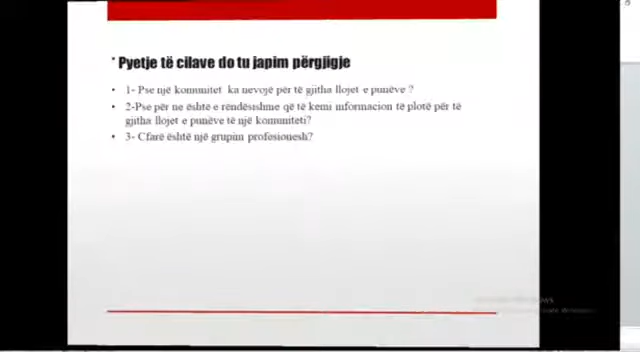 * Pyetje të cilave do tu japim përgjigje
• 1- Pse një komunitet ka nevojë për të gjitha llojet e punëve ?
• 2-Pse për ne është e rëndësishme që të kemi informacion të plotë për të
gjitha llojet e punëve të një komuniteti?
• 3- Cfarë është një grupim profesionesh?